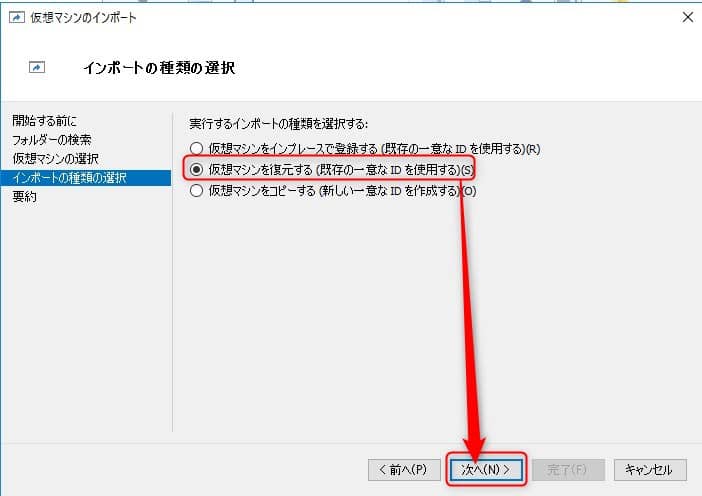 仮想マシンのインポート
インポートの種類の選択
開始する前に
フォルダーの検索
仮想マシンの選択
インポートの種類の選択
要約
実行するインポートの種類を選択する:
仮想マシンをインプレースで登録する (既存の一意な ID を使用する)(R)
仮想マシンを復元する (既存の一意な ID を使用する)(S)
仮想マシンをコピーする (新しい一意な ID を作成する)(O)
< 前へ(P)
次へ(N) >
完了(F)
キャンセル